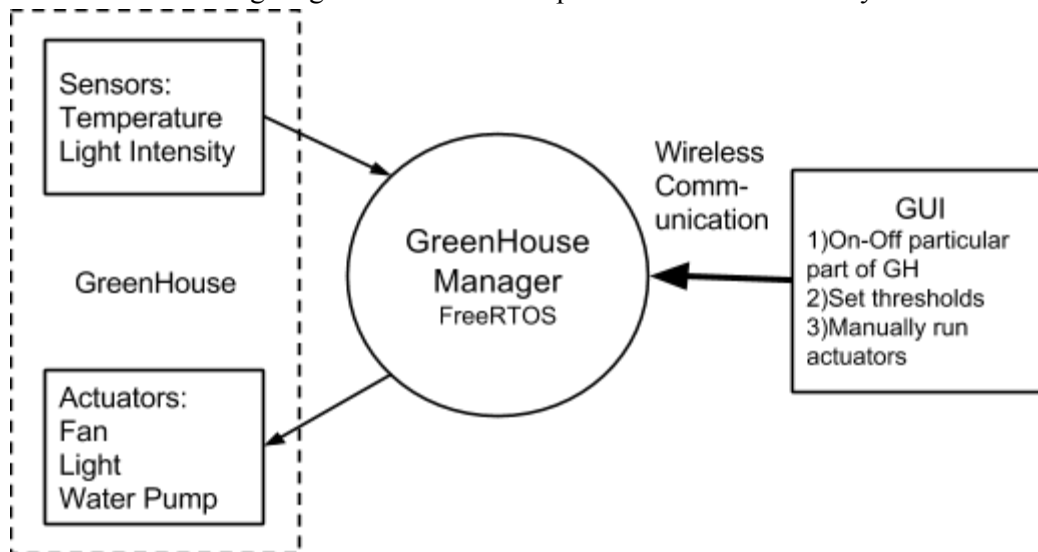 Sensors:
Temperature
Light Intensity
GreenHouse
Actuators:
Fan
Light
Water Pump
GreenHouse
Manager
FreeRTOS
Wireless
Comm-
unication
GUI
1)On-Off particular
part of GH
2)Set thresholds
3)Manually run
actuators